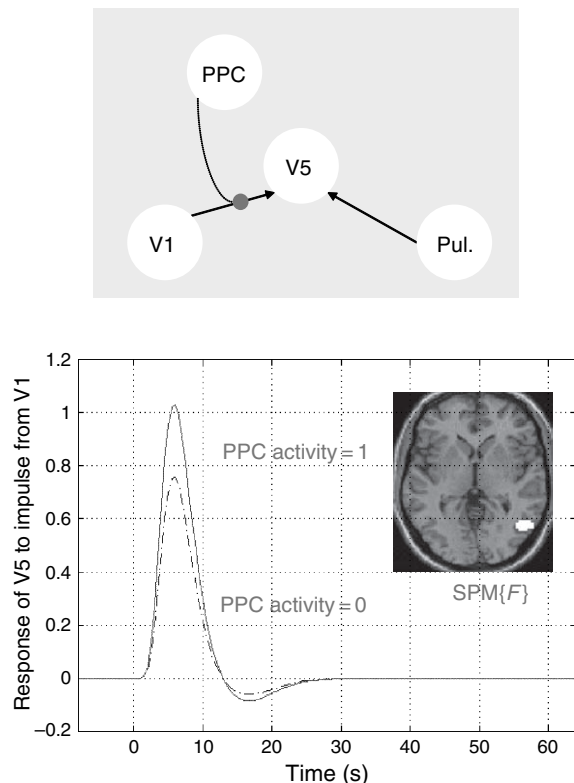 PPC
V5
V1
Pul.
Response of V5 to impulse from V1
1.2
1
0.8
0.6
0.4
0.2
0
–0.2
PPC activity = 1
PPC activity = 0
SPM{F}
0
10
20
30
40
50
60
Time (s)